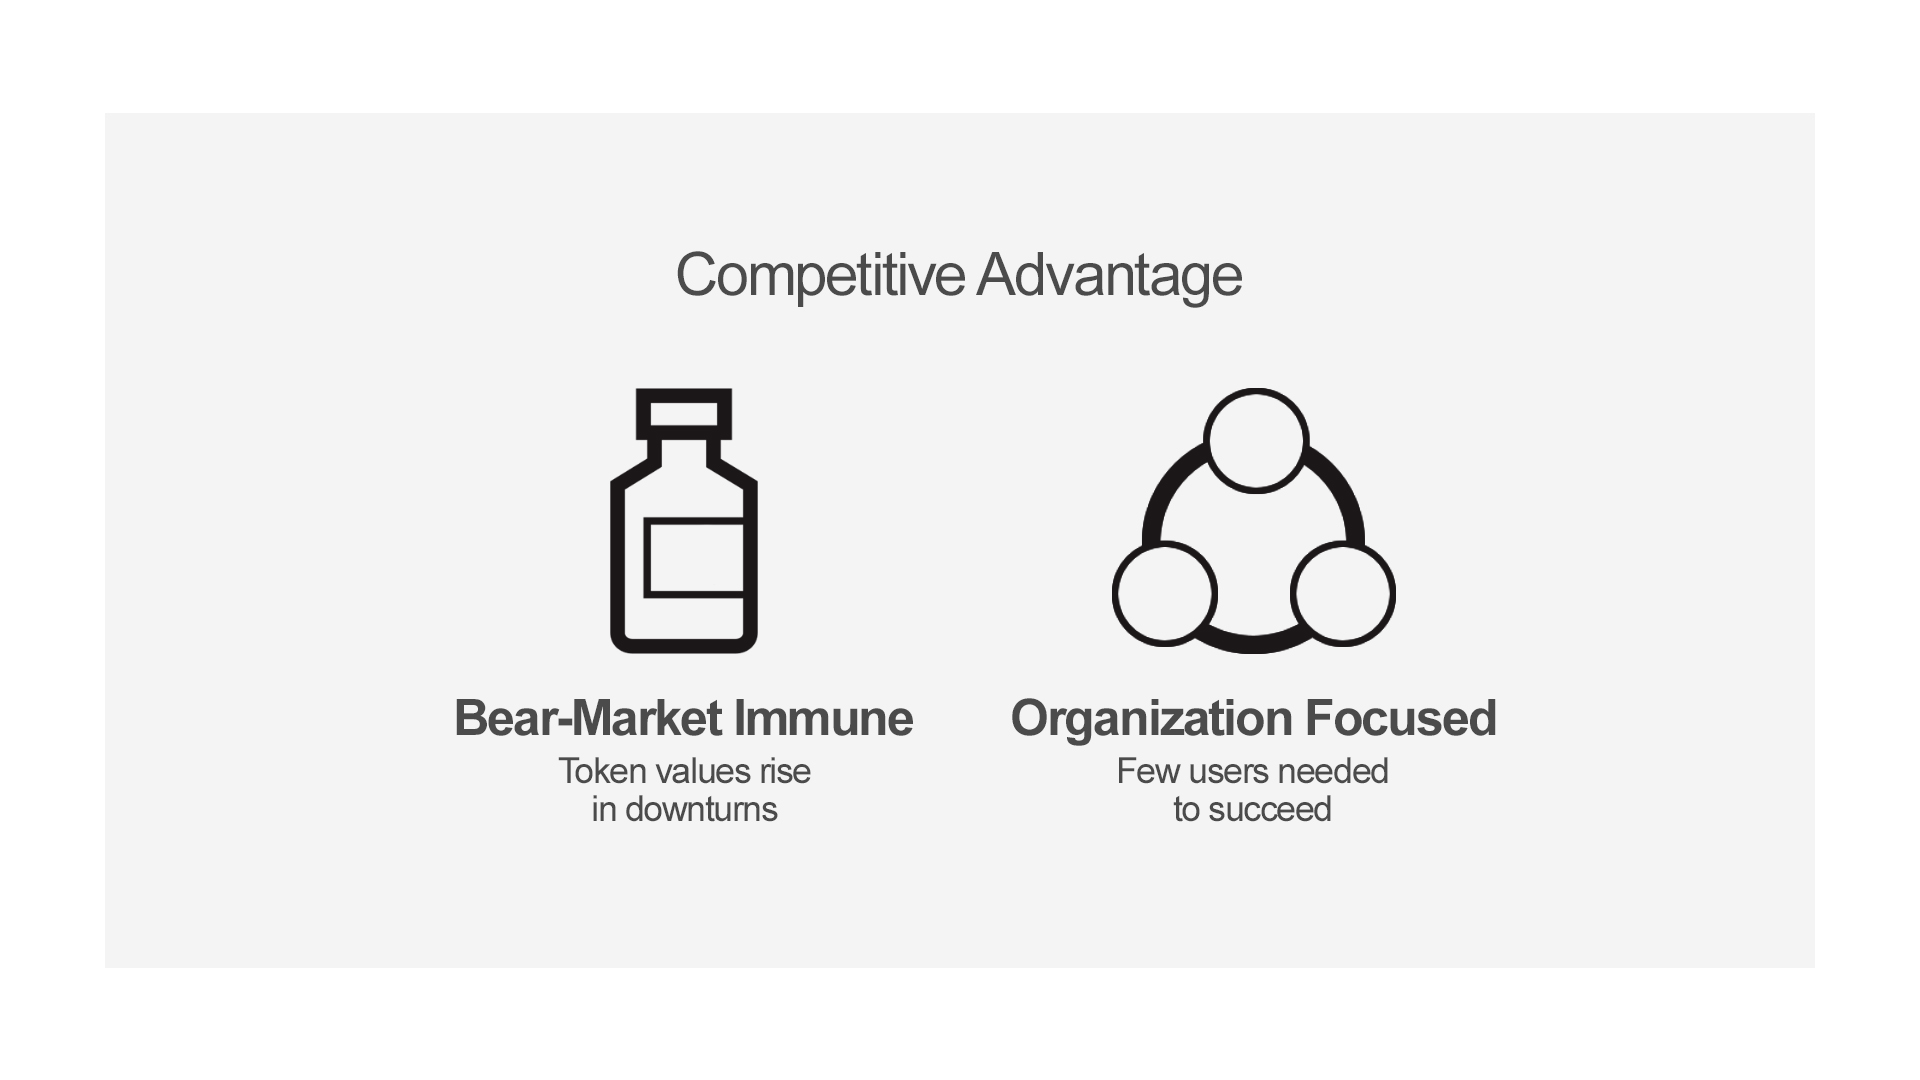 Competitive Advantage
Bear-Market Immune
Token values rise
in downturns
Organization Focused
Few users needed
to succeed